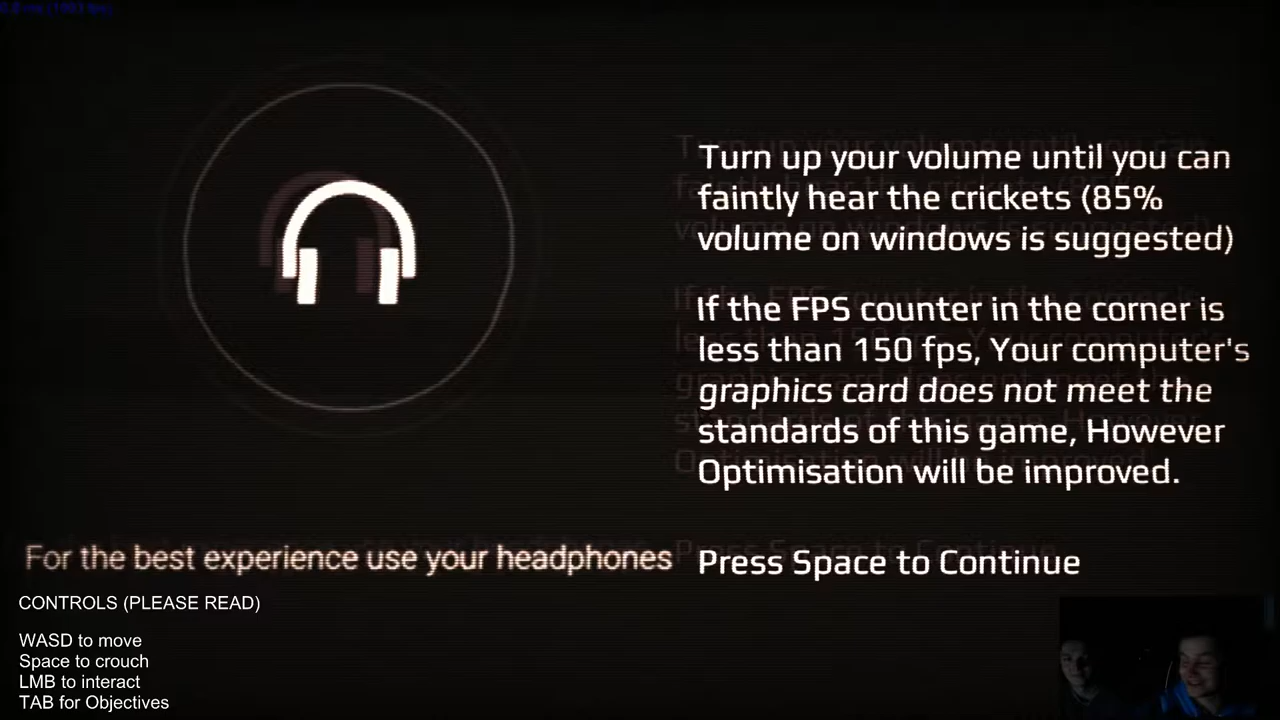 Turn up your volume until you can
faintly hear the crickets (85%
volume on windows is suggested)
If the FPS counter in the corner is
less than 150 fps, Your computer's
graphics card does not meet the
standards of this game, However
Optimisation will be improved.
For the best experience use your headphones
Press Space to Continue
CONTROLS (PLEASE READ)
WASD to move
Space to crouch
LMB to interact
TAB for Objectives